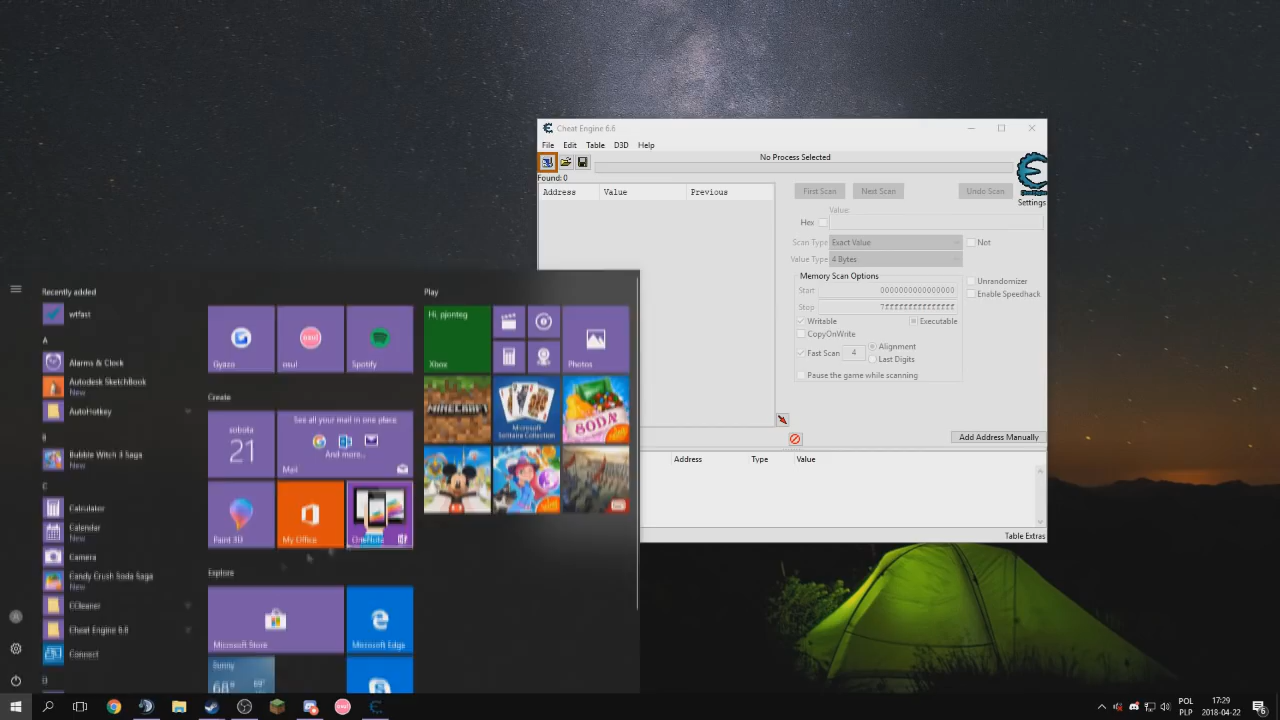 Cheat Engine 6.6
File Edit Table D3D Help
No Process Selected
Found: 0
Address Value Previous
First Scan Next Scan Undo Scan
Settings
Value:
Hex
Scan Type Exact Value Not
Value Type 4 Bytes
Memory Scan Options
Start 0000000000000000
Stop 7fffffffffffffff
Unrandomizer
Enable Speedhack
Writable Executable
CopyOnWrite
Fast Scan 4 Alignment
Last Digits
Pause the game while scanning
Add Address Manually
Address Type Value
Table Extras
Recently added
wtfast
A
Alarms & Clock
Autodesk SketchBook
New
AutoHotkey
B
Bubble Witch 3 Saga
New
C
Calculator
Calendar
New
Camera
Candy Crush Soda Saga
New
CCleaner
Cheat Engine 6.6
Connect
D
Gyazo
osu!
Spotify
Create
sobota
21
See all your mail in one place
And more..
Mail
Paint 3D
My Office
OneNote
Explore
Microsoft Store
Microsoft Edge
Sunny
68°
Play
Hi, pjonteg
Xbox
Photos
MINECRAFT
Microsoft
Solitaire Collection
SODA
POL
PLP
17:29
2018-04-22
6